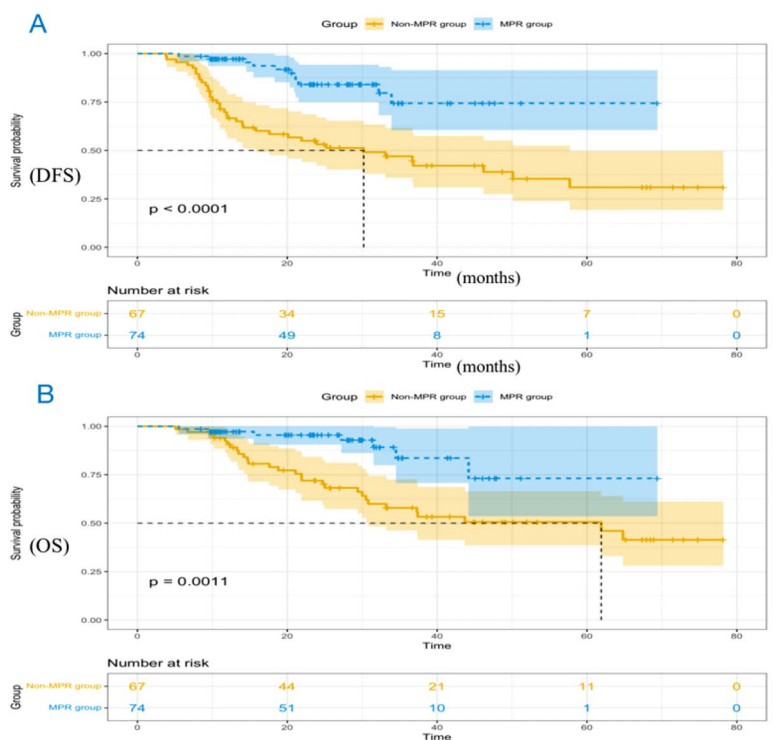 A
Group Non-MPR group MPR group
1.00
0.75
0.50
0.25
0.00
Survival probability
(DFS)
p < 0.0001
0 20 40 60 80
Time (months)
Number at risk
Group
Non-MPR group 67 34 15 7 0
MPR group 74 49 8 1 0
0 20 40 60 80
Time (months)
B
Group Non-MPR group MPR group
1.00
0.75
0.50
0.25
0.00
Survival probability
(OS)
p = 0.0011
0 20 40 60 80
Time
Number at risk
Group
Non-MPR group 67 44 21 11 0
MPR group 74 51 10 1 0
0 20 40 60 80
Time